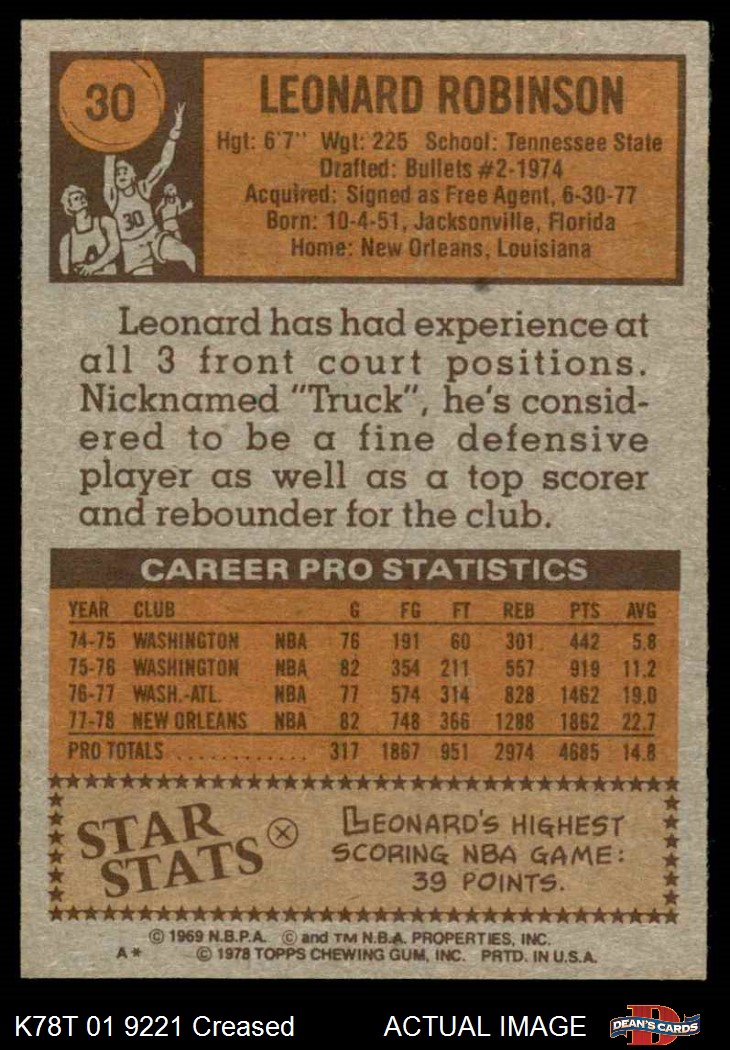 30
LEONARD ROBINSON
Hgt: 6'7" Wgt: 225 School: Tennessee State
Drafted: Bullets #2-1974
Acquired: Signed as Free Agent, 6-30-77
Born: 10-4-51, Jacksonville, Florida
Home: New Orleans, Louisiana
30
Leonard has had experience at
all 3 front court positions.
Nicknamed "Truck", he's consid-
ered to be a fine defensive
player as well as a top scorer
and rebounder for the club.
CAREER PRO STATISTICS
YEAR CLUB G FG FT REB PTS AVG
74-75 WASHINGTON NBA 76 191 60 301 442 5.8
75-76 WASHINGTON NBA 82 354 211 557 919 11.2
76-77 WASH.-ATL. NBA 77 574 314 828 1462 19.0
77-78 NEW ORLEANS NBA 82 748 366 1288 1862 22.7
PRO TOTALS ............ 317 1867 951 2974 4685 14.8
STAR STATS
LEONARD'S HIGHEST
SCORING NBA GAME:
39 POINTS.
© 1969 N.B.P.A. © and TM N.B.A. PROPERTIES, INC.
A* © 1978 TOPPS CHEWING GUM, INC. PRTD. IN U.S.A.
K78T 01 9221 Creased ACTUAL IMAGE
DEAN'S CARDS